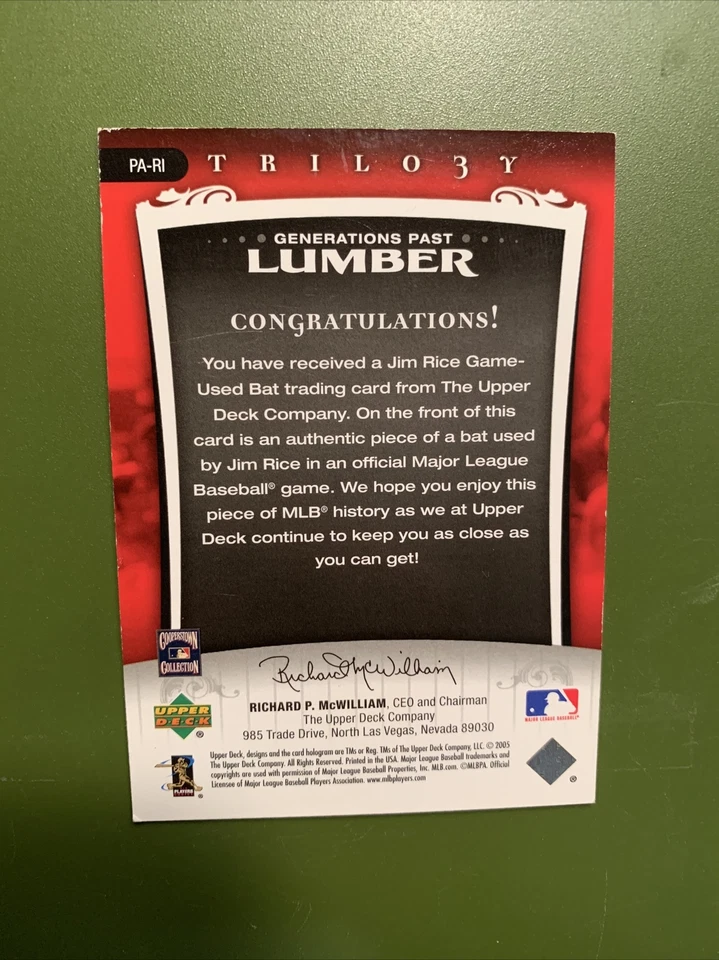 PA-RI
TRILO3Y
GENERATIONS PAST
LUMBER
CONGRATULATIONS!
You have received a Jim Rice Game-
Used Bat trading card from The Upper
Deck Company. On the front of this
card is an authentic piece of a bat used
by Jim Rice in an official Major League
Baseball® game. We hope you enjoy this
piece of MLB® history as we at Upper
Deck continue to keep you as close as
you can get!
COOPERSTOWN
COLLECTION
Richard McWilliam
RICHARD P. McWILLIAM, CEO and Chairman
The Upper Deck Company
985 Trade Drive, North Las Vegas, Nevada 89030
UPPER
DECK
®
MAJOR LEAGUE BASEBALL®
Upper Deck, designs and the card hologram are TMs or Reg. TMs of The Upper Deck Company, LLC. © 2005
The Upper Deck Company. All Rights Reserved. Printed in the USA. Major League Baseball trademarks and
copyrights are used with permission of Major League Baseball Properties, Inc. MLB.com. ©MLBPA. Official
Licensee of Major League Baseball Players Association. www.mlbplayers.com
PLAYERS
®
®